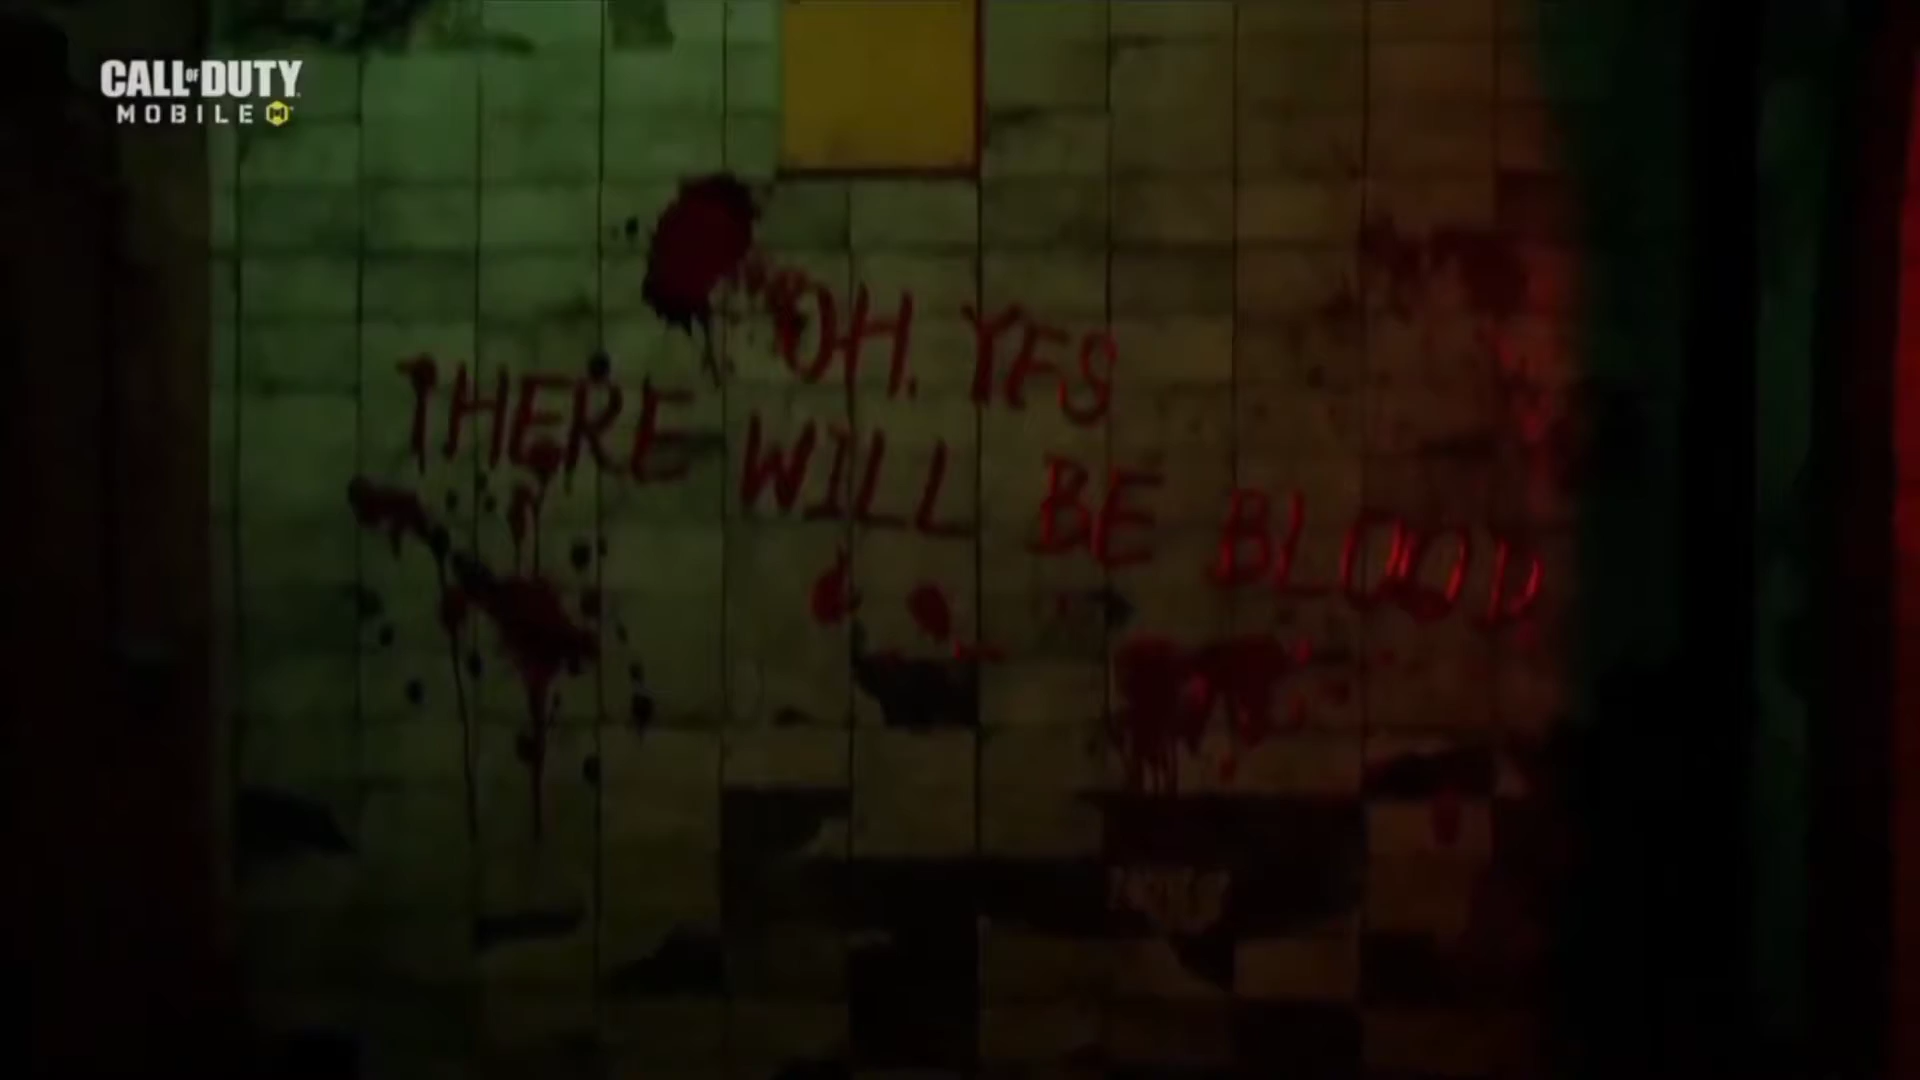 CALL OF DUTY
MOBILE
"OH, YES
THERE WILL BE BLOOD